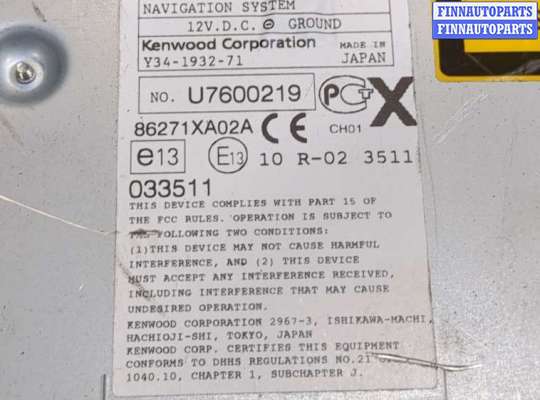 FINNAUTOPARTS
FINNAUTOPARTS
FINNAUTOPARTS
NAVIGATION SYSTEM
12V.D.C. ⊖ GROUND
Kenwood Corporation MADE IN
Y34-1932-71 JAPAN
NO. U7600219
PCT X
86271XA02A CE CH01
e13 E13 10 R-02 3511
033511
THIS DEVICE COMPLIES WITH PART 15 OF
THE FCC RULES. OPERATION IS SUBJECT TO
THE FOLLOWING TWO CONDITIONS:
(1)THIS DEVICE MAY NOT CAUSE HARMFUL
INTERFERENCE, AND (2) THIS DEVICE
MUST ACCEPT ANY INTERFERENCE RECEIVED,
INCLUDING INTERFERENCE THAT MAY CAUSE
UNDESIRED OPERATION.
KENWOOD CORPORATION 2967-3, ISHIKAWA-MACHI,
HACHIOJI-SHI, TOKYO, JAPAN
KENWOOD CORP. CERTIFIES THIS EQUIPMENT
CONFORMS TO DHHS REGULATIONS NO.21
1040.10, CHAPTER 1, SUBCHAPTER J.